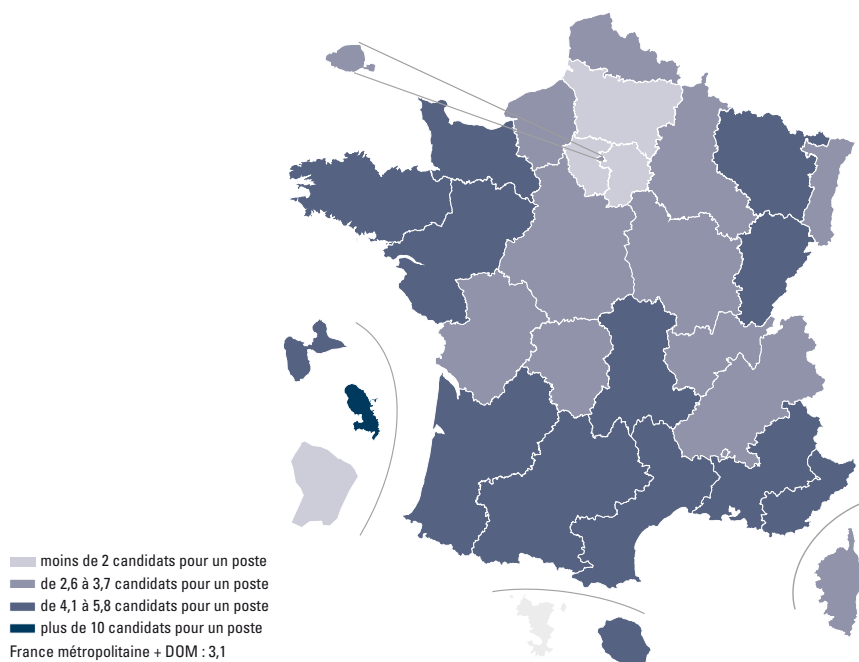 moins de 2 candidats pour un poste
de 2,6 à 3,7 candidats pour un poste
de 4,1 à 5,8 candidats pour un poste
plus de 10 candidats pour un poste
France métropolitaine + DOM : 3,1